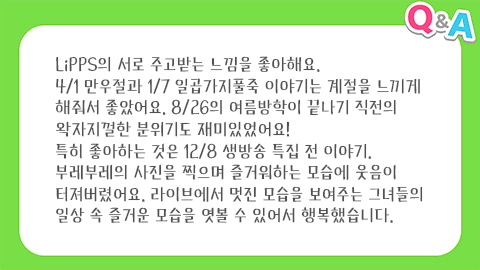 Q&A
LiPPS의 서로 주고받는 느낌을 좋아해요.
4/1 만우절과 1/7 일곱가지풀죽 이야기는 계절을 느끼게
해줘서 좋았어요. 8/26의 여름방학이 끝나기 직전의
왁자지껄한 분위기도 재미있었어요!
특히 좋아하는 것은 12/8 생방송 특집 전 이야기.
부레부레의 사진을 찍으며 즐거워하는 모습에 웃음이
터져버렸어요. 라이브에서 멋진 모습을 보여주는 그녀들의
일상 속 즐거운 모습을 엿볼 수 있어서 행복했습니다.